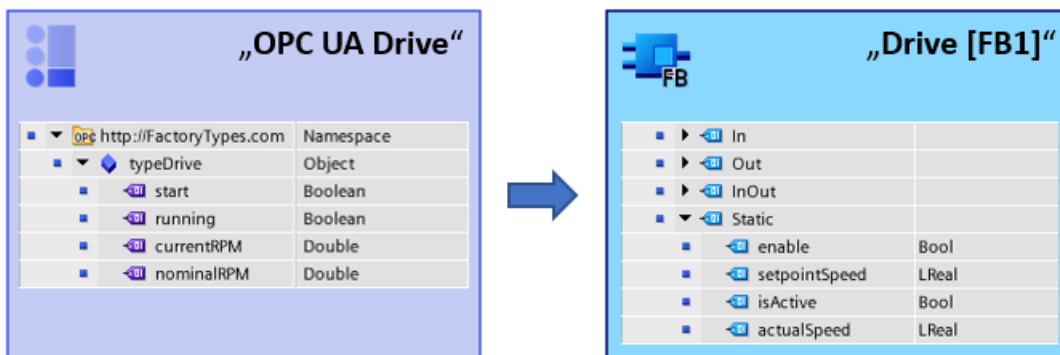 „OPC UA Drive“
OPC http://FactoryTypes.com Namespace
typeDrive Object
start Boolean
running Boolean
currentRPM Double
nominalRPM Double
FB
„Drive [FB1]“
In
Out
InOut
Static
enable Bool
setpointSpeed LReal
isActive Bool
actualSpeed LReal